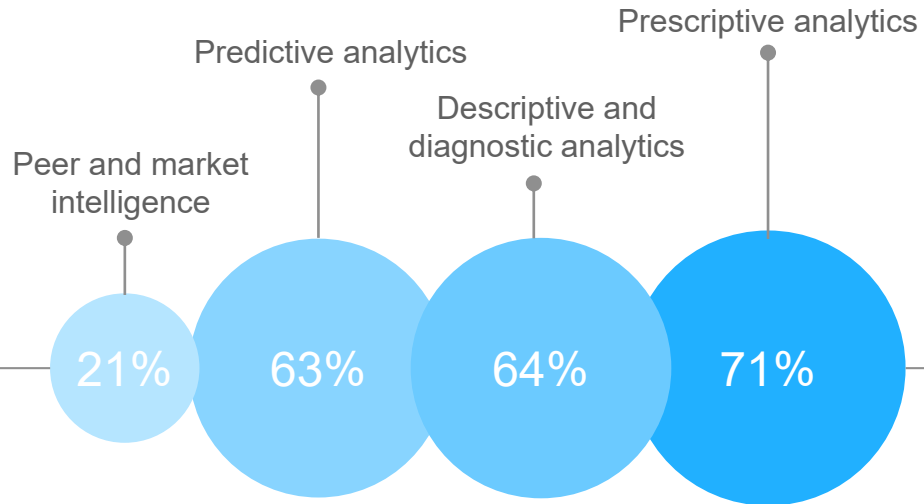 Prescriptive analytics
Predictive analytics
Descriptive and
diagnostic analytics
Peer and market
intelligence
21%
63%
64%
71%